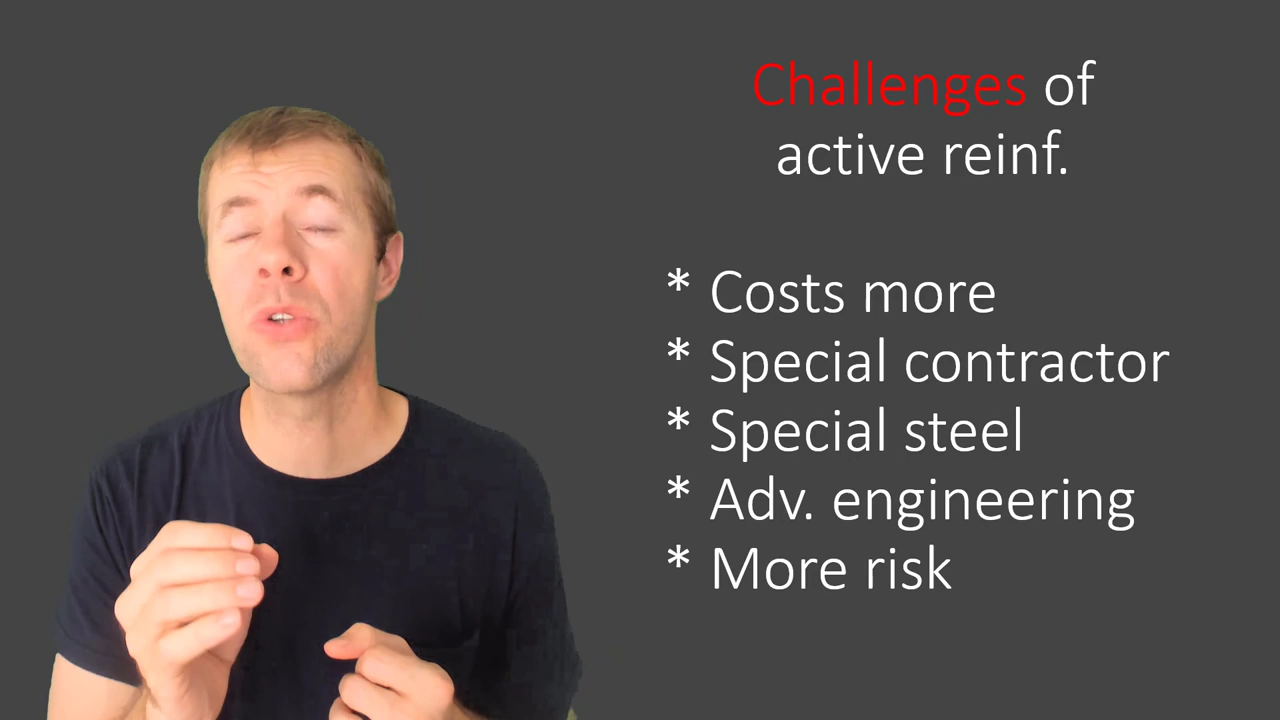 Challenges of
active reinf.
* Costs more
* Special contractor
* Special steel
* Adv. engineering
* More risk